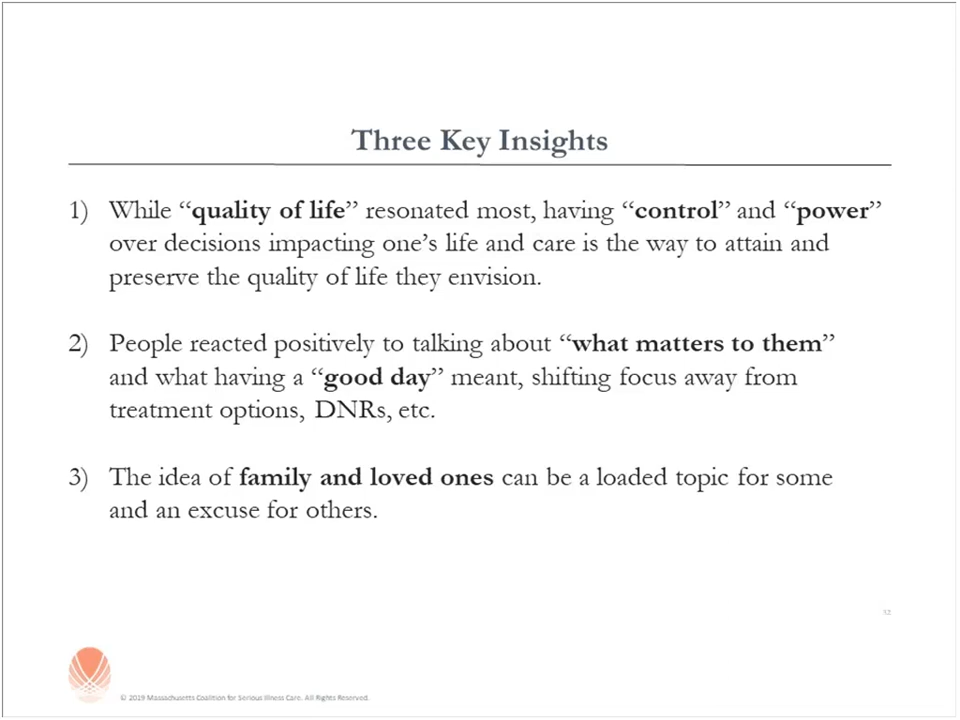 Three Key Insights
1) While “quality of life” resonated most, having “control” and “power”
over decisions impacting one’s life and care is the way to attain and
preserve the quality of life they envision.
2) People reacted positively to talking about “what matters to them”
and what having a “good day” meant, shifting focus away from
treatment options, DNRs, etc.
3) The idea of family and loved ones can be a loaded topic for some
and an excuse for others.
© 2019 Massachusetts Coalition for Serious Illness Care. All Rights Reserved.